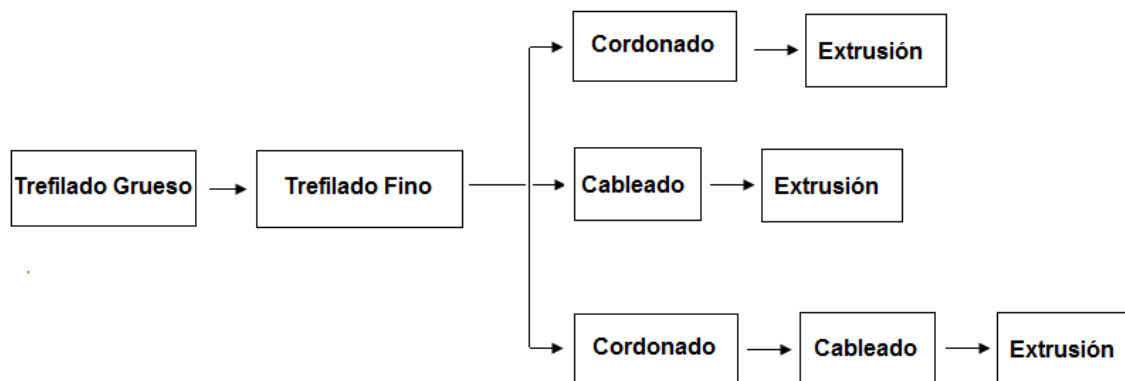 Cordonado
Extrusión
Trefilado Grueso
Trefilado Fino
Cableado
Extrusión
Cordonado
Cableado
Extrusión